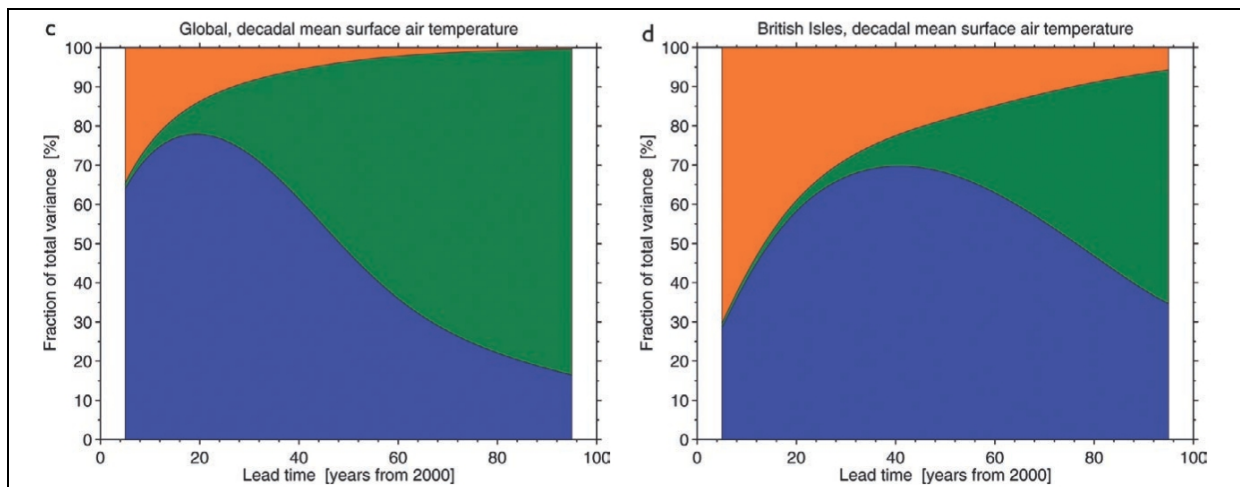 c
Global, decadal mean surface air temperature
Fraction of total variance [%]
100
90
80
70
60
50
40
30
20
10
0
0 20 40 60 80 100
Lead time [years from 2000]
d
British Isles, decadal mean surface air temperature
Fraction of total variance [%]
100
90
80
70
60
50
40
30
20
10
0
0 20 40 60 80 100
Lead time [years from 2000]